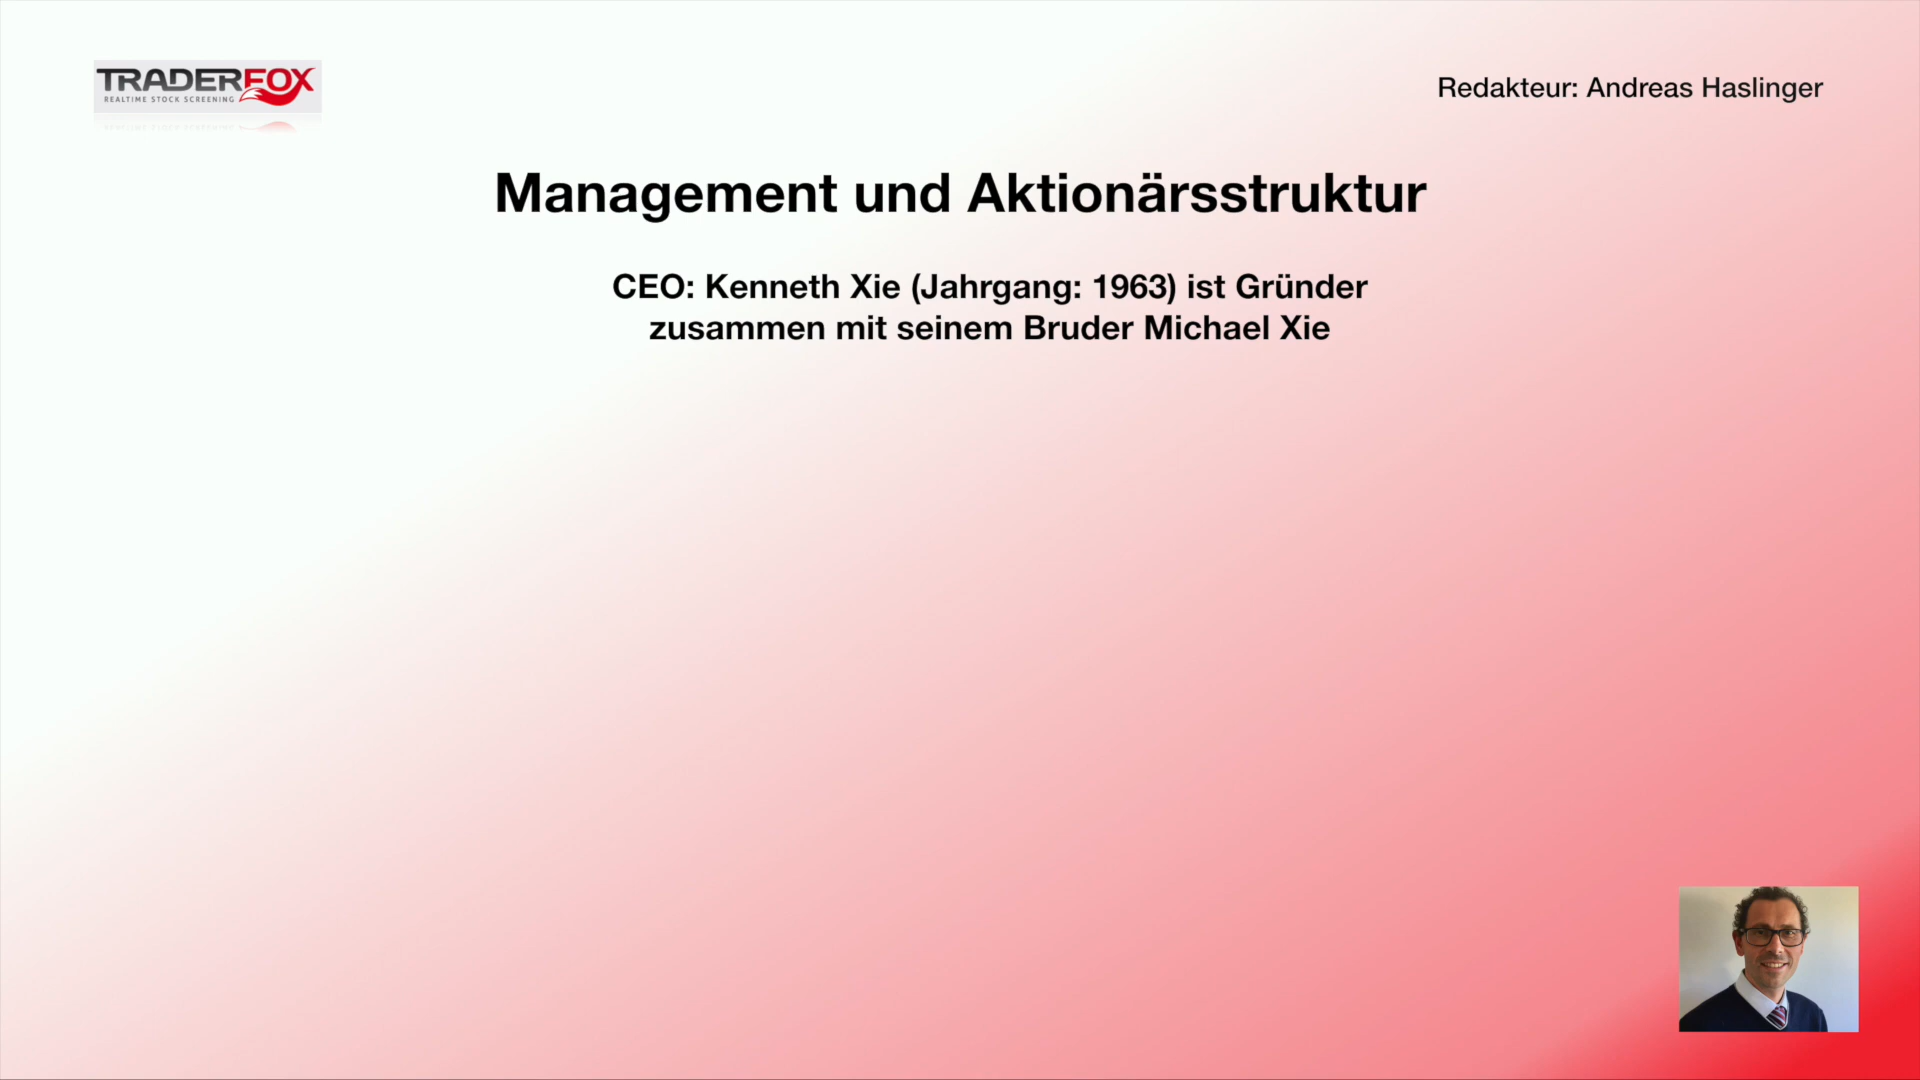 TRADERFOX
REALTIME STOCK SCREENING
Redakteur: Andreas Haslinger
Management und Aktionärsstruktur
CEO: Kenneth Xie (Jahrgang: 1963) ist Gründer
zusammen mit seinem Bruder Michael Xie